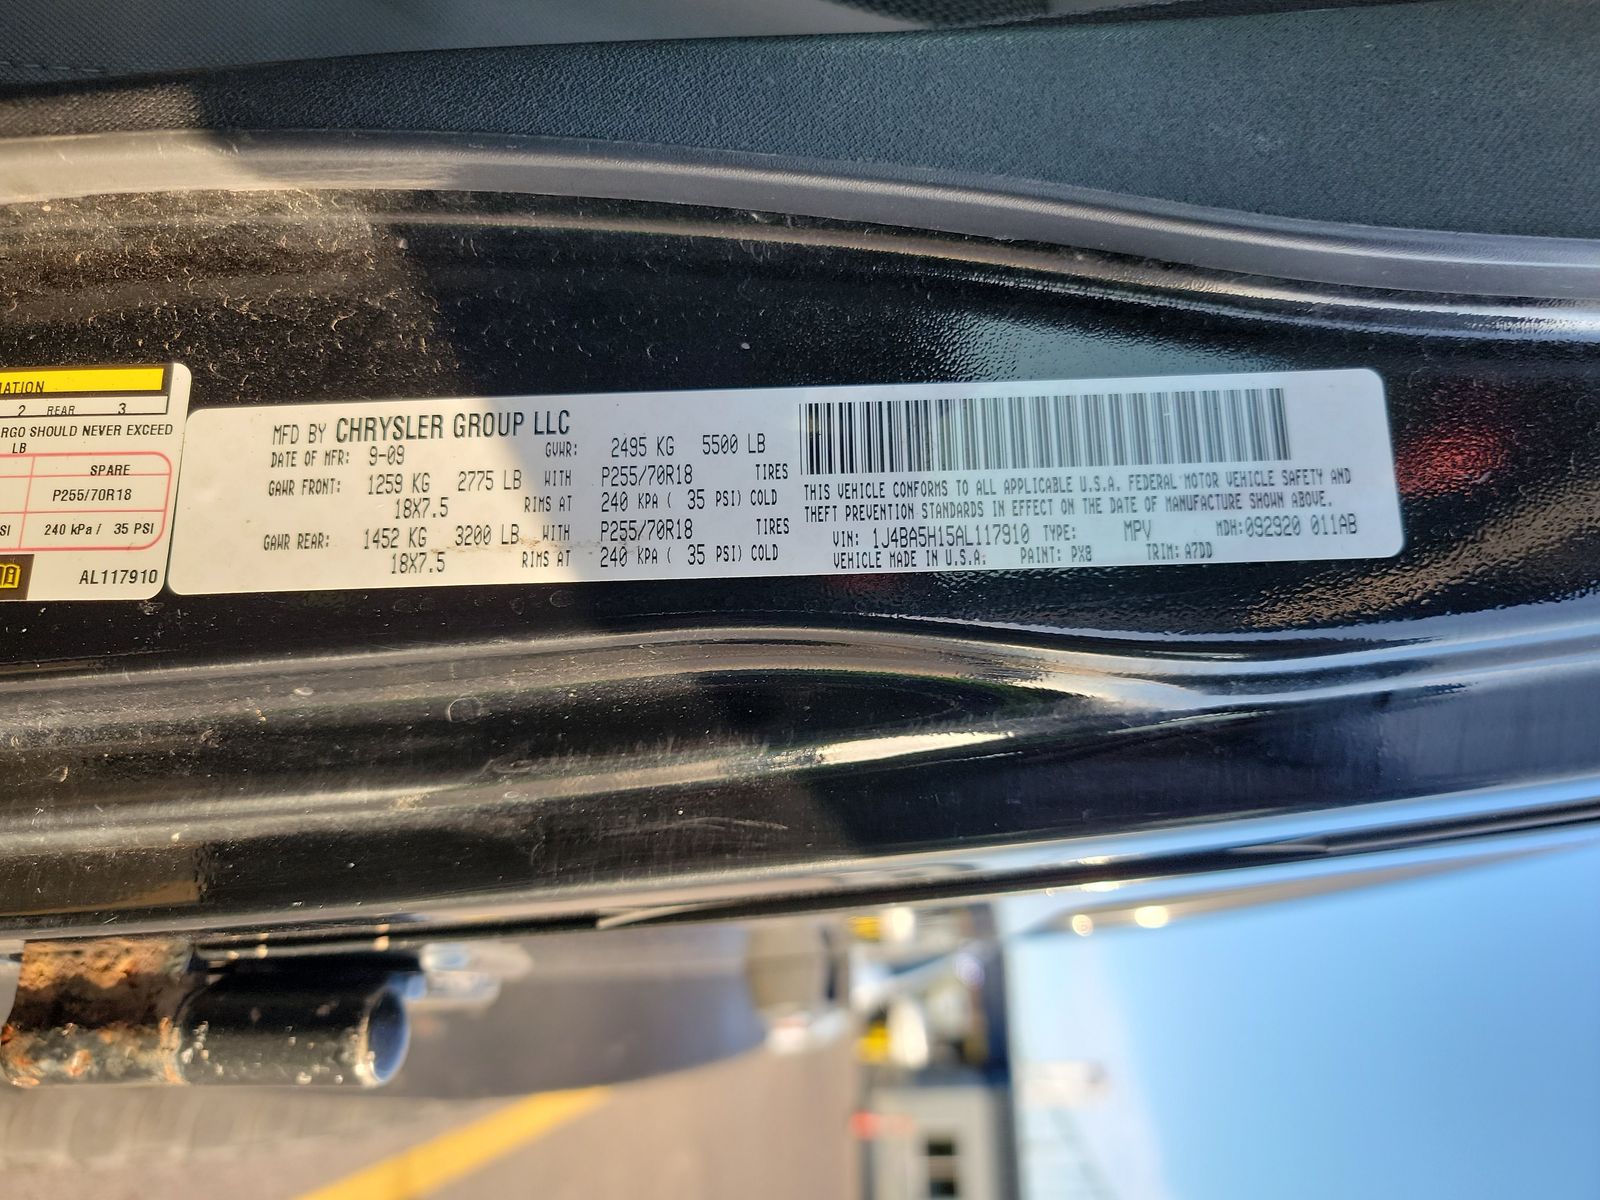 MATION
2 REAR 3
RGO SHOULD NEVER EXCEED
LB
SPARE
P255/70R18
SI 240 kPa / 35 PSI
AL117910
MFD BY CHRYSLER GROUP LLC
DATE OF MFR: 9-09 GVWR: 2495 KG 5500 LB
GAWR FRONT: 1259 KG 2775 LB WITH P255/70R18 TIRES
18X7.5 RIMS AT 240 KPA ( 35 PSI) COLD
GAWR REAR: 1452 KG 3200 LB WITH P255/70R18 TIRES
18X7.5 RIMS AT 240 KPA ( 35 PSI) COLD
THIS VEHICLE CONFORMS TO ALL APPLICABLE U.S.A. FEDERAL MOTOR VEHICLE SAFETY AND
THEFT PREVENTION STANDARDS IN EFFECT ON THE DATE OF MANUFACTURE SHOWN ABOVE.
VIN: 1J4BA5H15AL117910 TYPE: MPV MDH:092920 011AB
VEHICLE MADE IN U.S.A: PAINT: PX8 TRIM: A7DD